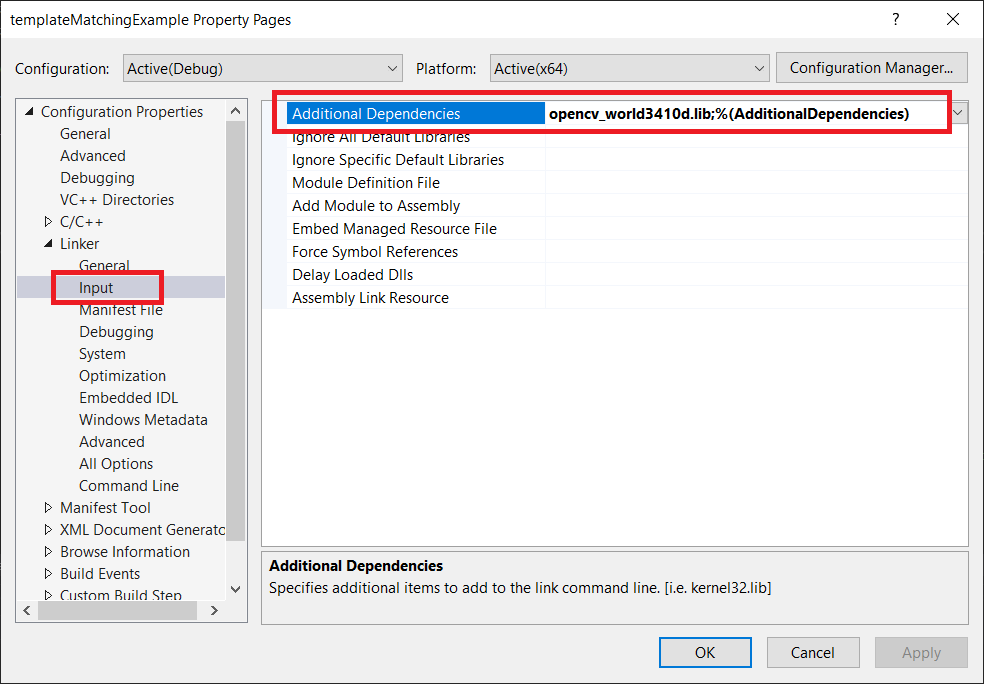 templateMatchingExample Property Pages
?
Configuration: Active(Debug) Platform: Active(x64) Configuration Manager...
Configuration Properties
General
Advanced
Debugging
VC++ Directories
C/C++
Linker
General
Input
Manifest File
Debugging
System
Optimization
Embedded IDL
Windows Metadata
Advanced
All Options
Command Line
Manifest Tool
XML Document Generato
Browse Information
Build Events
Custom Build Step
Additional Dependencies opencv_world3410d.lib;%(AdditionalDependencies)
Ignore All Default Libraries
Ignore Specific Default Libraries
Module Definition File
Add Module to Assembly
Embed Managed Resource File
Force Symbol References
Delay Loaded Dlls
Assembly Link Resource
Additional Dependencies
Specifies additional items to add to the link command line. [i.e. kernel32.lib]
OK Cancel Apply